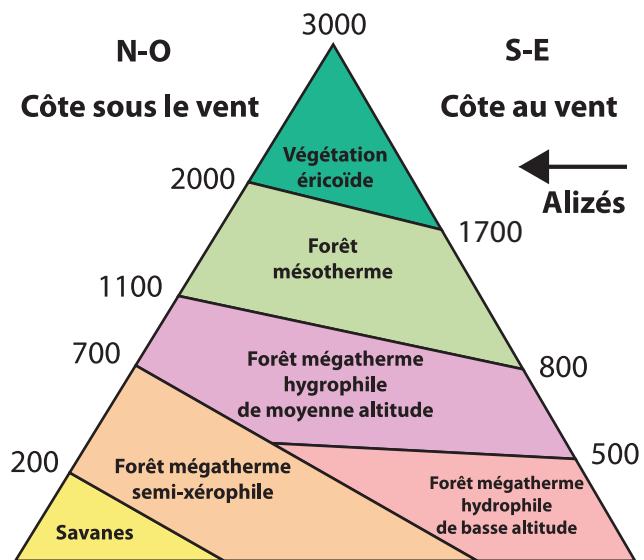 3000
N-O
S-E
Côte sous le vent
Côte au vent
Végétation
éricoïde
2000
Alizés
1700
Forêt
mésotherme
1100
700
800
Forêt mégatherme
hygrophile
de moyenne altitude
200
500
Forêt mégatherme
semi-xérophile
Forêt mégatherme
hydrophile
de basse altitude
Savanes